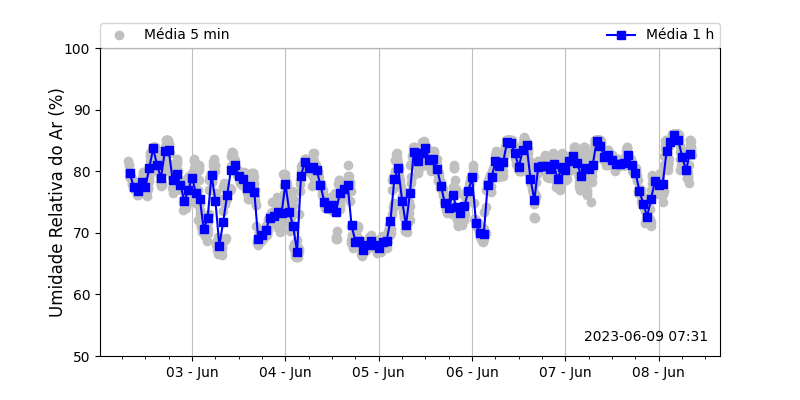 Média 5 min
Média 1 h
Umidade Relativa do Ar (%)
100
90
80
70
60
50
2023-06-09 07:31
03 - Jun
04 - Jun
05 - Jun
06 - Jun
07 - Jun
08 - Jun